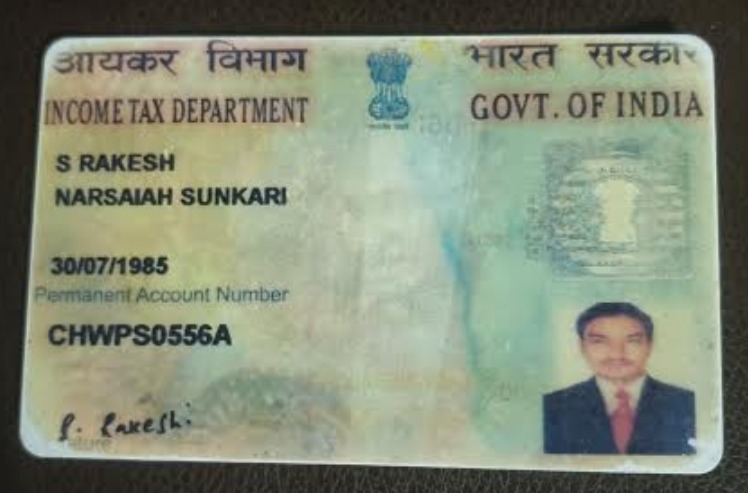 आयकर विभाग
INCOME TAX DEPARTMENT
भारत सरकार
GOVT. OF INDIA
S RAKESH
NARSAIAH SUNKARI
30/07/1985
Permanent Account Number
CHWPS0556A
S. Rakesh